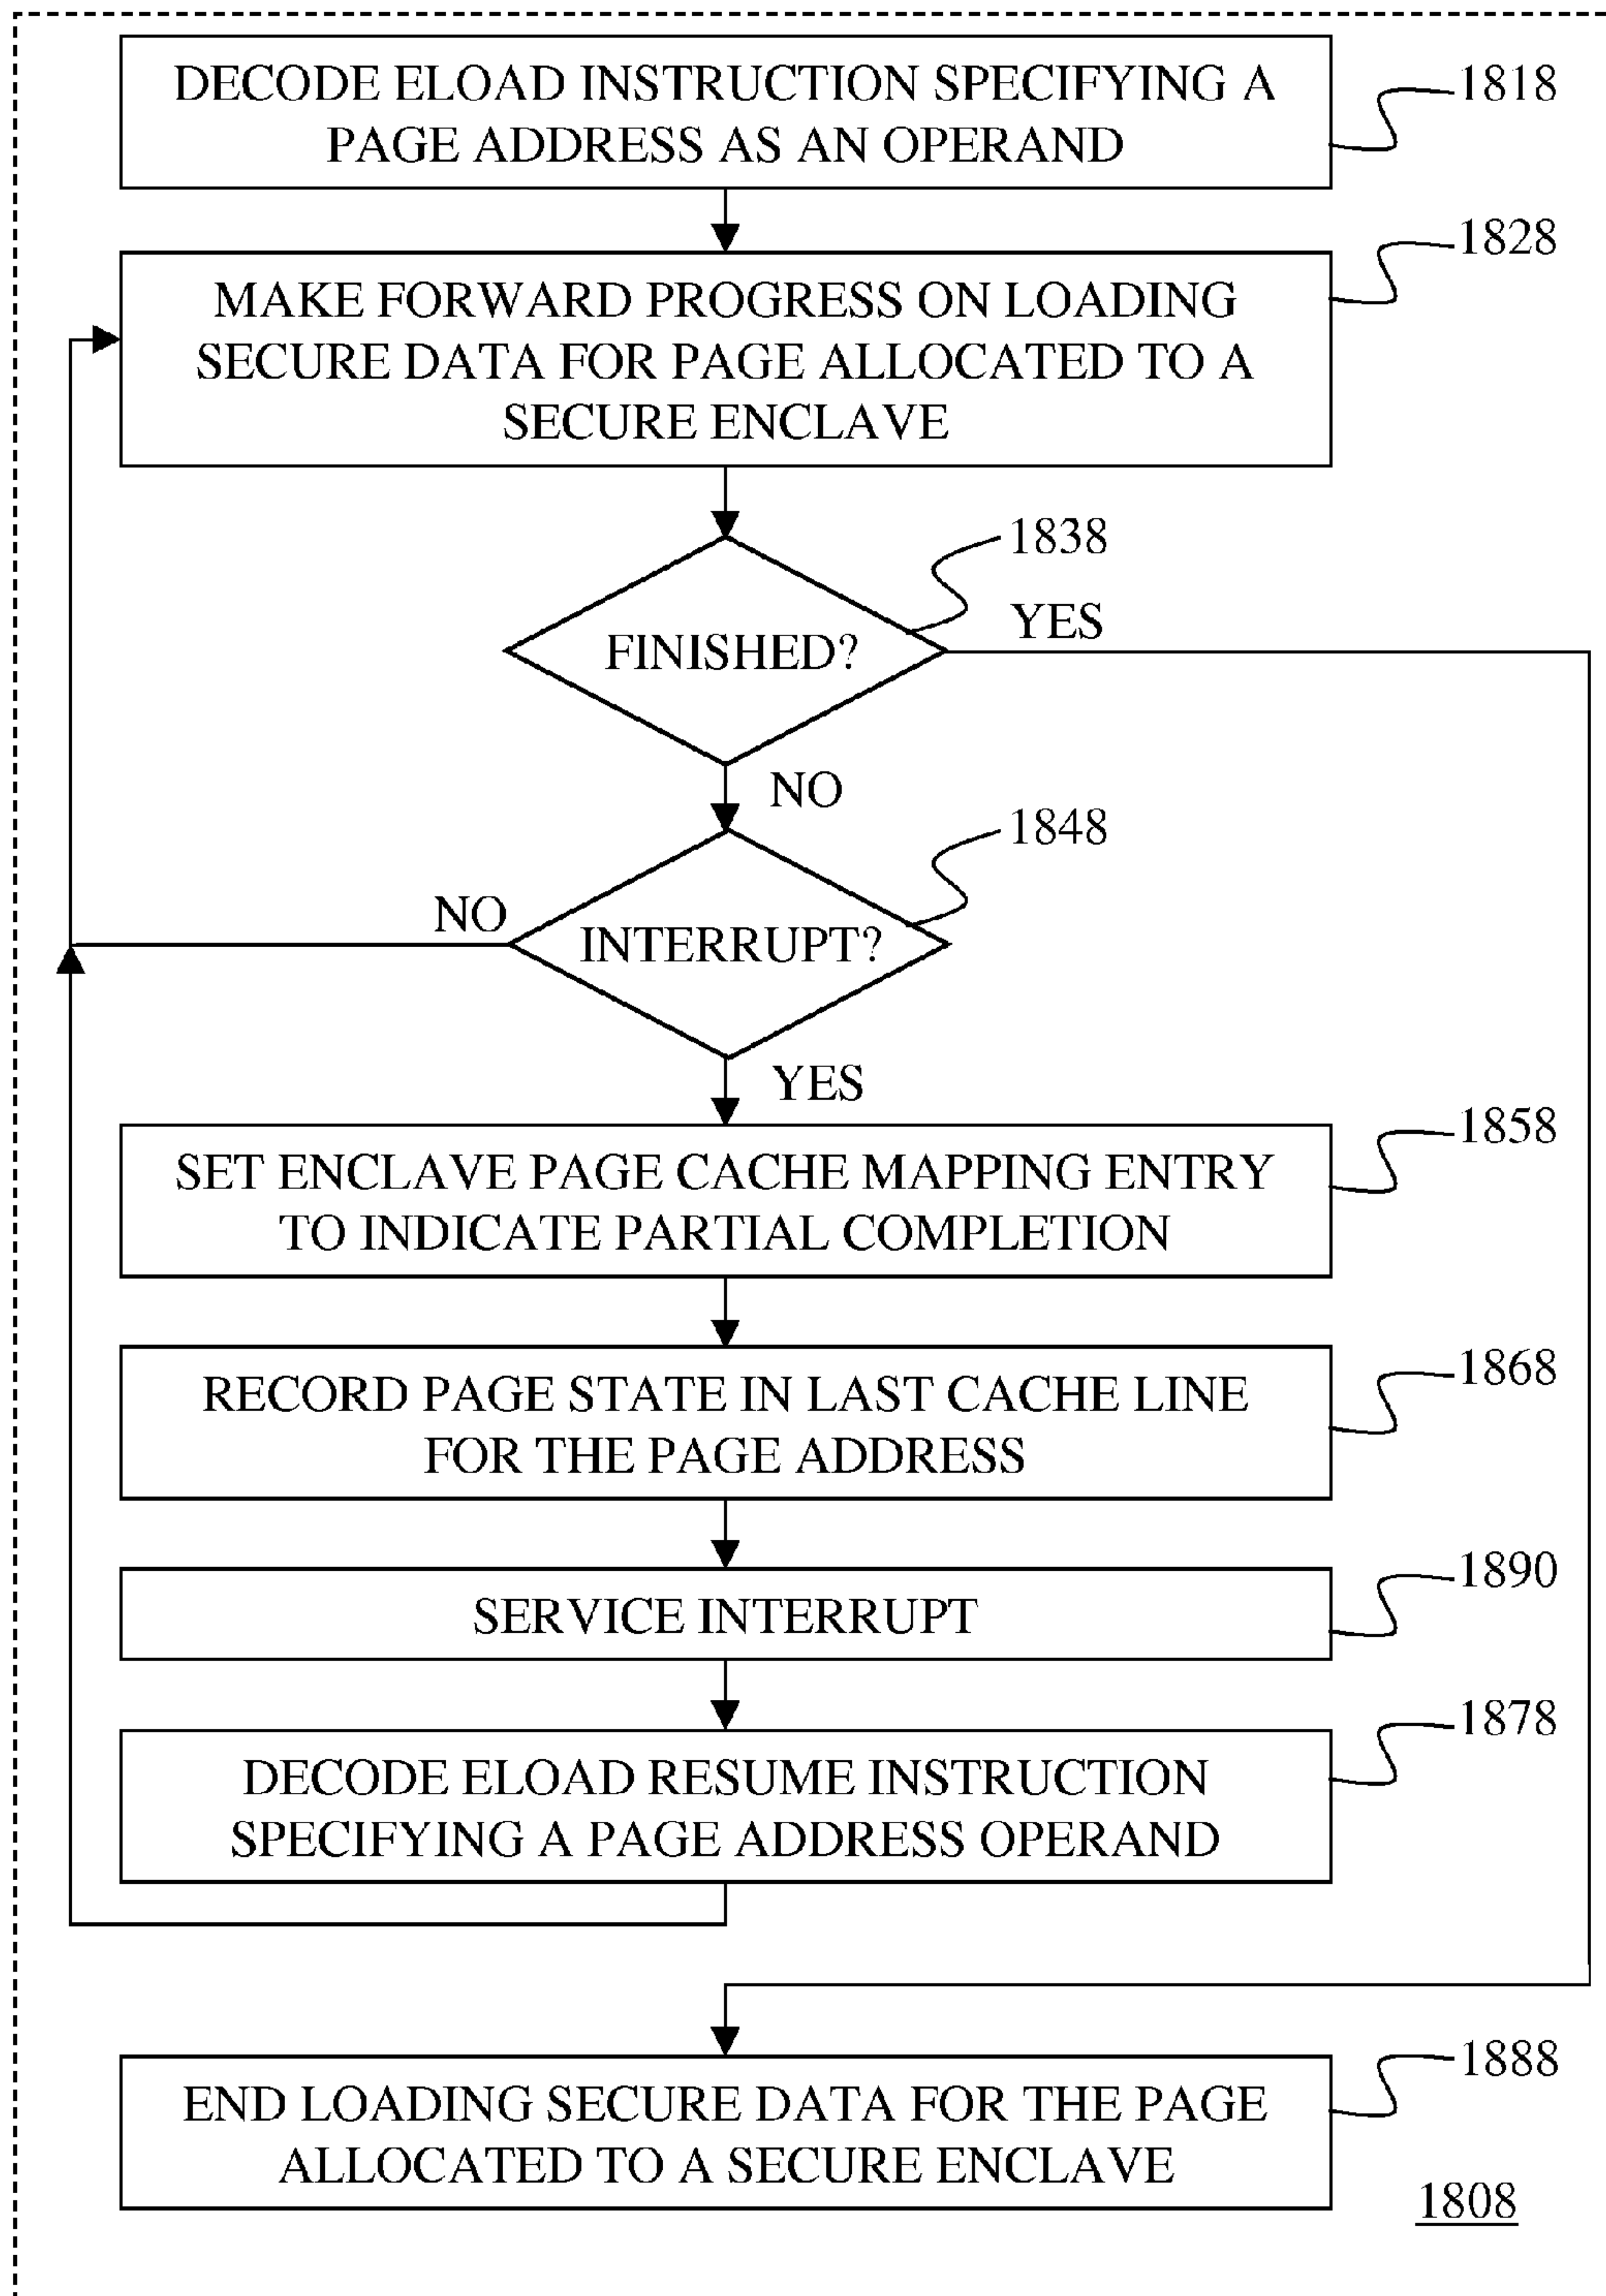 DECODE ELOAD INSTRUCTION SPECIFYING A
PAGE ADDRESS AS AN OPERAND
1818
MAKE FORWARD PROGRESS ON LOADING
SECURE DATA FOR PAGE ALLOCATED TO A
SECURE ENCLAVE
1828
FINISHED?
1838
YES
NO
INTERRUPT?
1848
NO
YES
SET ENCLAVE PAGE CACHE MAPPING ENTRY
TO INDICATE PARTIAL COMPLETION
1858
RECORD PAGE STATE IN LAST CACHE LINE
FOR THE PAGE ADDRESS
1868
SERVICE INTERRUPT
1890
DECODE ELOAD RESUME INSTRUCTION
SPECIFYING A PAGE ADDRESS OPERAND
1878
END LOADING SECURE DATA FOR THE PAGE
ALLOCATED TO A SECURE ENCLAVE
1888
1808